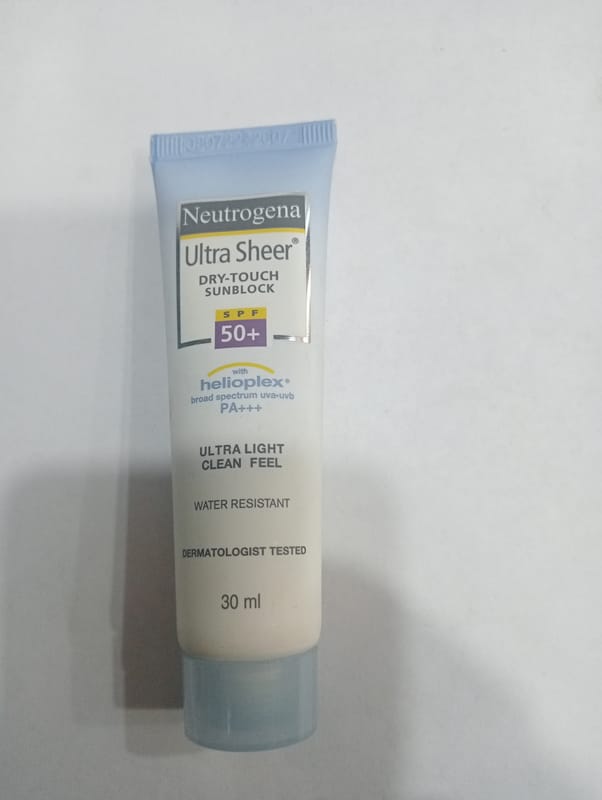 Neutrogena
Ultra Sheer®
DRY-TOUCH
SUNBLOCK
SPF
50+
with
helioplex®
broad spectrum uva-uvb
PA+++
ULTRA LIGHT
CLEAN FEEL
WATER RESISTANT
DERMATOLOGIST TESTED
30 ml